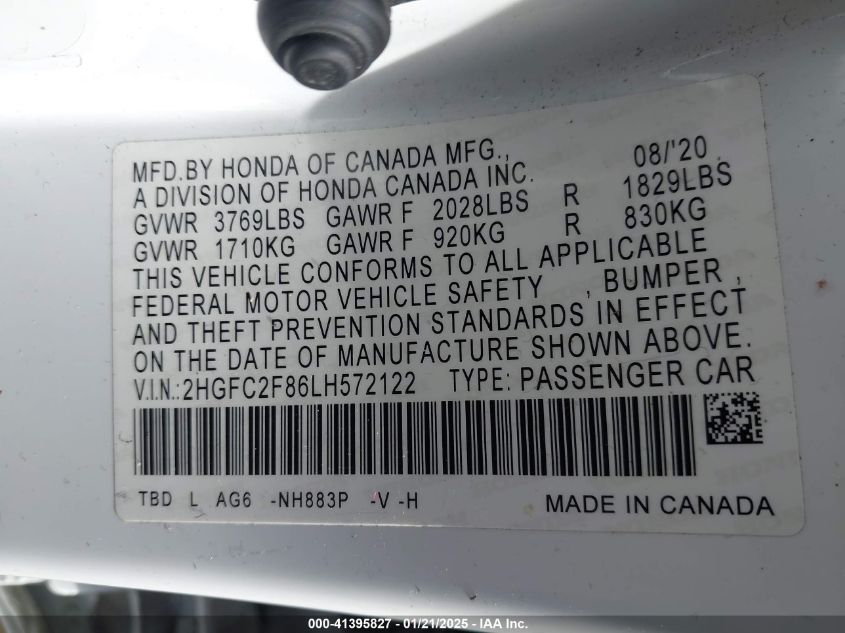 MFD.BY HONDA OF CANADA MFG., 08/'20
A DIVISION OF HONDA CANADA INC.
GVWR 3769LBS GAWR F 2028LBS R 1829LBS
GVWR 1710KG GAWR F 920KG R 830KG
THIS VEHICLE CONFORMS TO ALL APPLICABLE
FEDERAL MOTOR VEHICLE SAFETY , BUMPER ,
AND THEFT PREVENTION STANDARDS IN EFFECT
ON THE DATE OF MANUFACTURE SHOWN ABOVE.
V.I.N.:2HGFC2F86LH572122 TYPE: PASSENGER CAR
TBD L AG6 -NH883P -V -H MADE IN CANADA
000-41395827 - 01/21/2025 - IAA Inc.